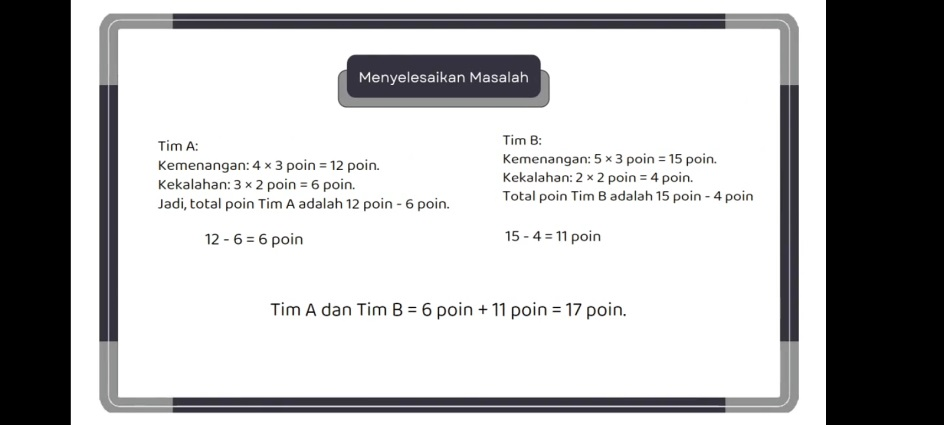 Menyelesaikan Masalah
Tim A:
Kemenangan: 4 × 3 poin = 12 poin.
Kekalahan: 3 × 2 poin = 6 poin.
Jadi, total poin Tim A adalah 12 poin - 6 poin.
12 - 6 = 6 poin
Tim B:
Kemenangan: 5 × 3 poin = 15 poin.
Kekalahan: 2 × 2 poin = 4 poin.
Total poin Tim B adalah 15 poin - 4 poin
15 - 4 = 11 poin
Tim A dan Tim B = 6 poin + 11 poin = 17 poin.